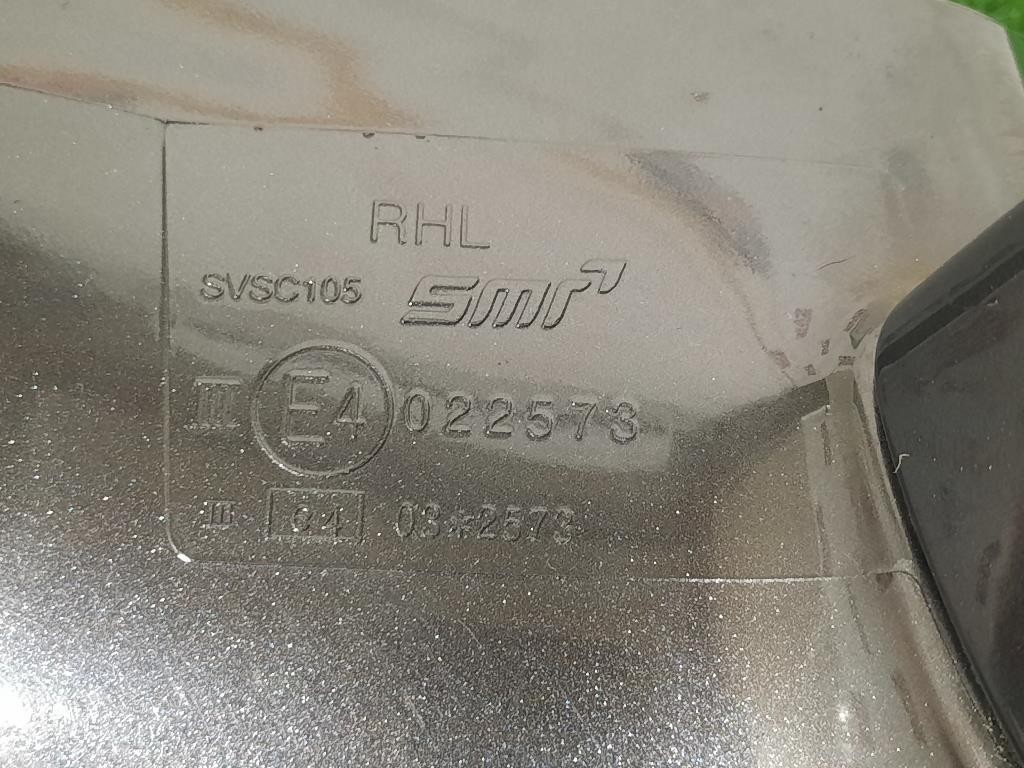 RHL
SVSC105 smr
III E4 022573
III e4 03*2573